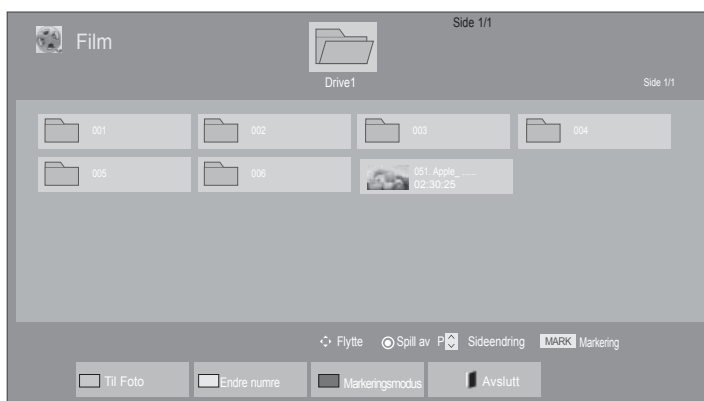 Side 1/1
Film
Drive1
Side 1/1
001 002 003 004
005 006 051. Apple_ ......
02:30:25
Flytte Spill av P Sideendring MARK Markering
Til Foto Endre numre Markeringsmodus Avslutt